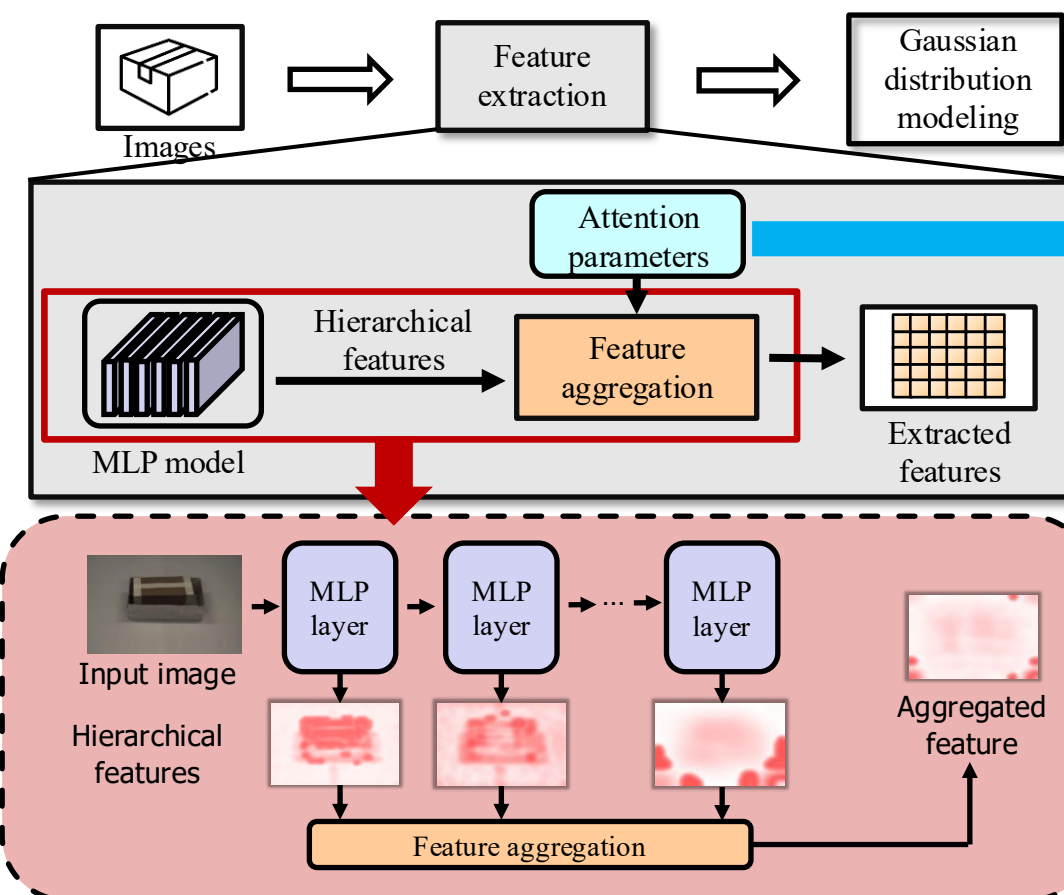 Images
Feature
extraction
Gaussian
distribution
modeling
Attention
parameters
Hierarchical
features
Feature
aggregation
MLP model
Extracted
features
MLP
layer
MLP
layer
...
MLP
layer
Input image
Hierarchical
features
Aggregated
feature
Feature aggregation